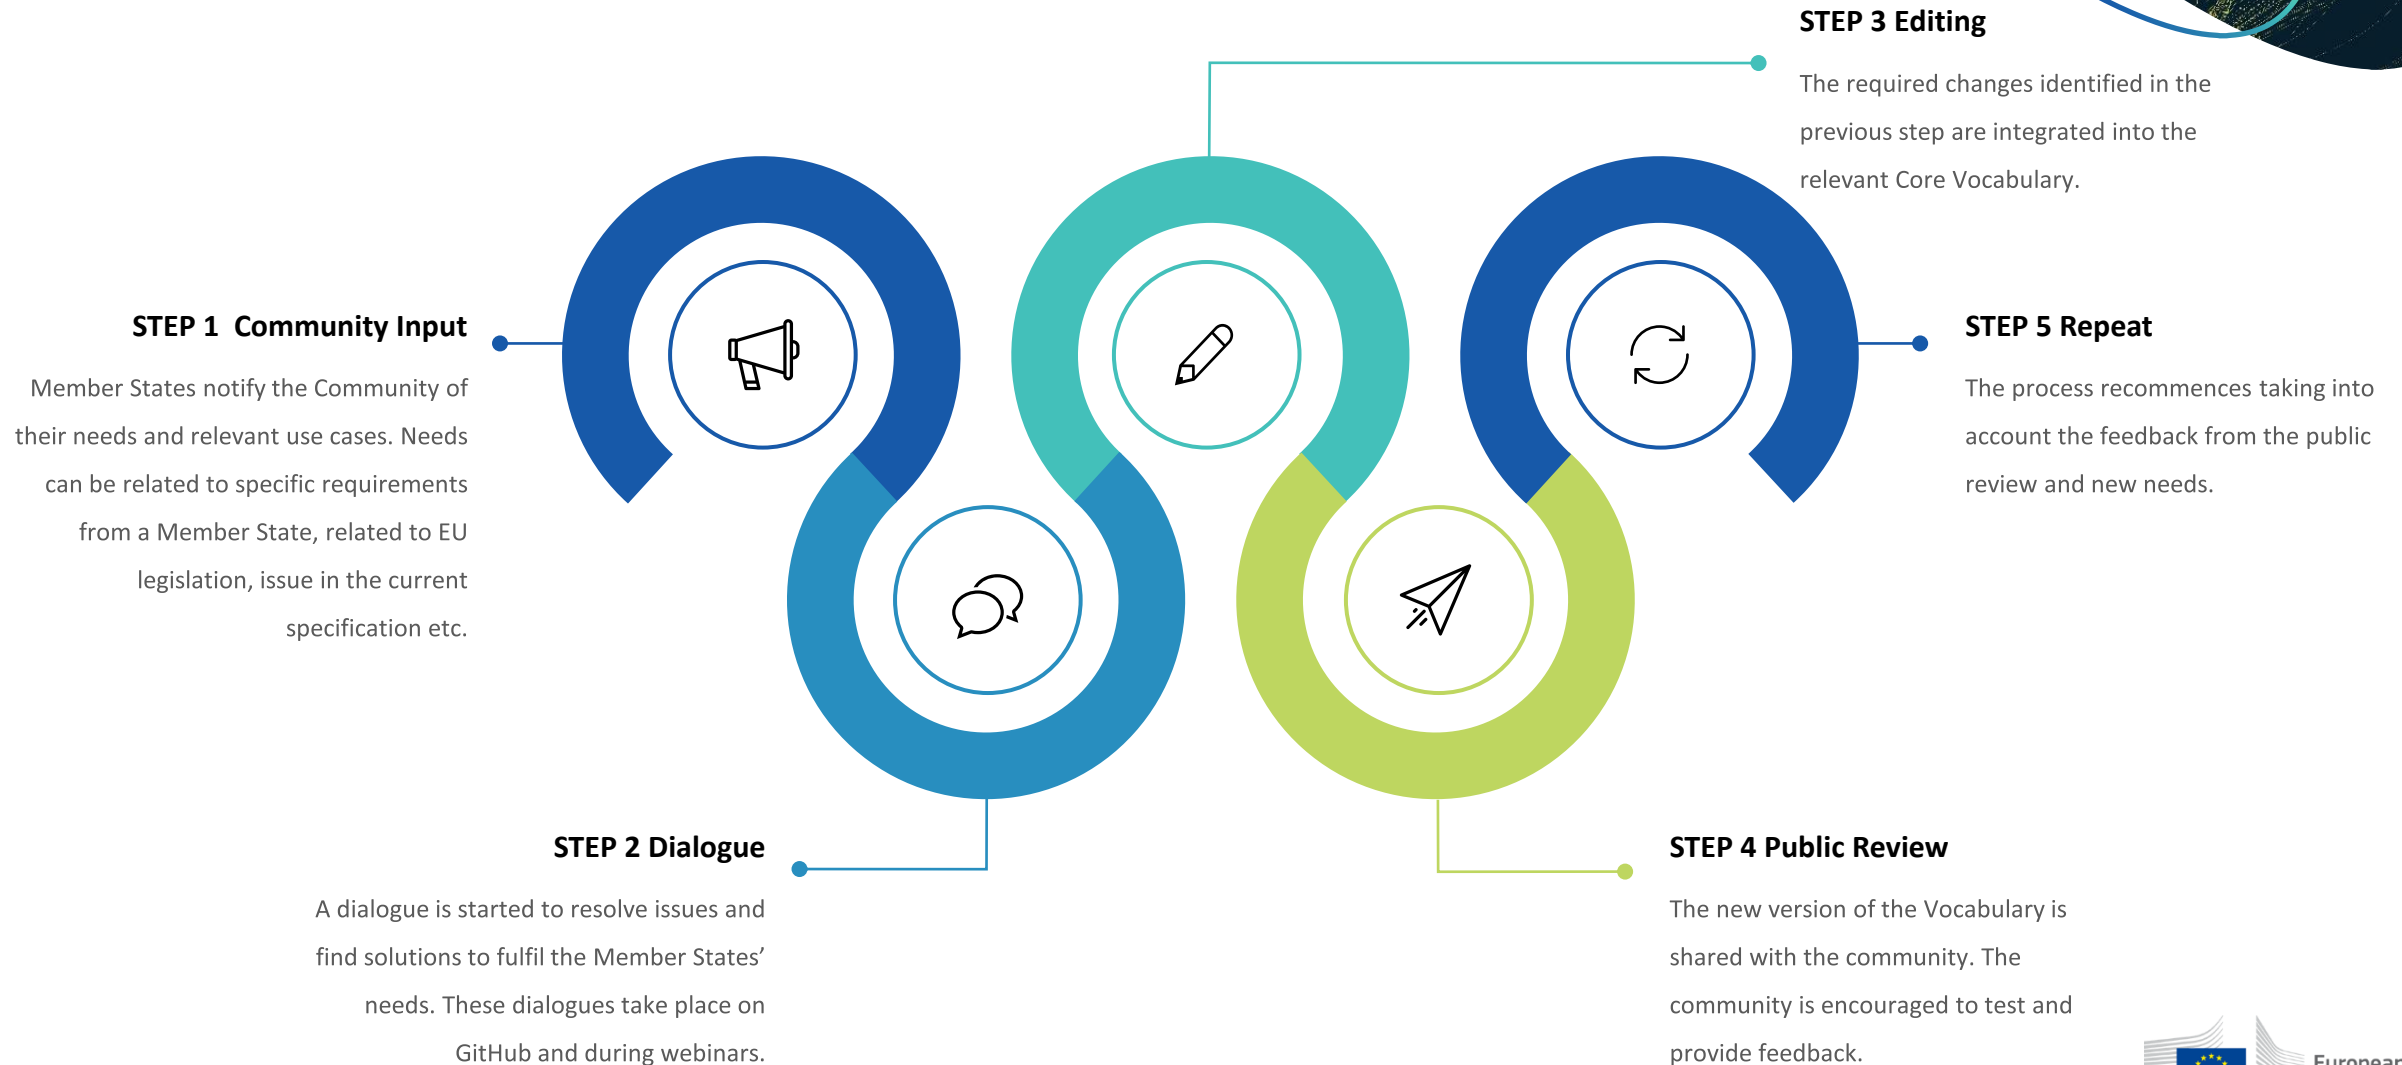 STEP 3 Editing
The required changes identified in the
previous step are integrated into the
relevant Core Vocabulary.
STEP 1  Community Input
Member States notify the Community of
their needs and relevant use cases. Needs
can be related to specific requirements
from a Member State, related to EU
legislation, issue in the current
specification etc.
STEP 5 Repeat
The process recommences taking into
account the feedback from the public
review and new needs.
STEP 2 Dialogue
A dialogue is started to resolve issues and
find solutions to fulfil the Member States’
needs. These dialogues take place on
GitHub and during webinars.
STEP 4 Public Review
The new version of the Vocabulary is
shared with the community. The
community is encouraged to test and
provide feedback.
European